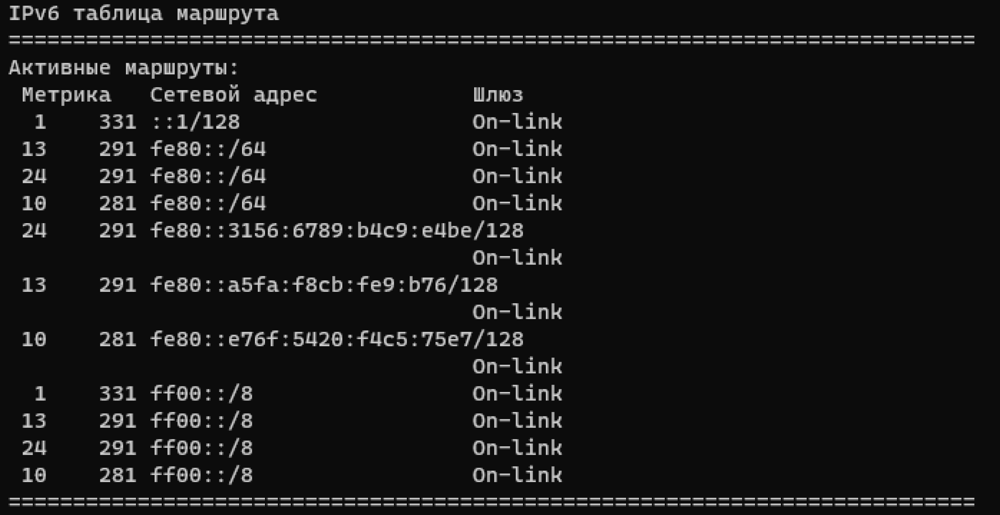 IPv6 таблица маршрута
===========================================================================
Активные маршруты:
 Метрика   Сетевой адрес            Шлюз
  1    331 ::1/128                  On-link
 13    291 fe80::/64                On-link
 24    291 fe80::/64                On-link
 10    281 fe80::/64                On-link
 24    291 fe80::3156:6789:b4c9:e4be/128
                                    On-link
 13    291 fe80::a5fa:f8cb:fe9:b76/128
                                    On-link
 10    281 fe80::e76f:5420:f4c5:75e7/128
                                    On-link
  1    331 ff00::/8                 On-link
 13    291 ff00::/8                 On-link
 24    291 ff00::/8                 On-link
 10    281 ff00::/8                 On-link
===========================================================================